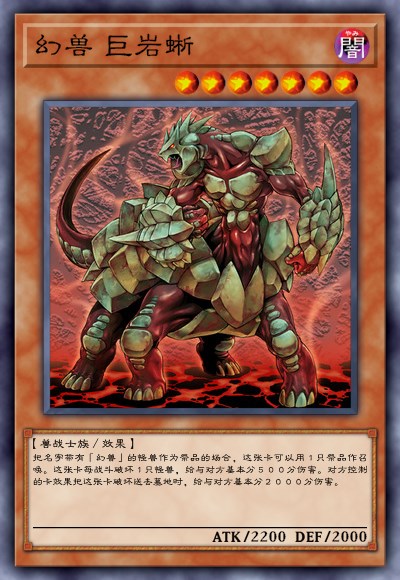 幻兽 巨岩蜥
やみ
闇
【兽战士族／效果】
把名字带有「幻兽」的怪兽作为祭品的场合，这张卡可以用１只祭品作召
唤。这张卡每战斗破坏１只怪兽，给与对方基本分５００分伤害。对方控制
的卡效果把这张卡破坏送去墓地时，给与对方基本分２０００分伤害。
ATK/2200 DEF/2000